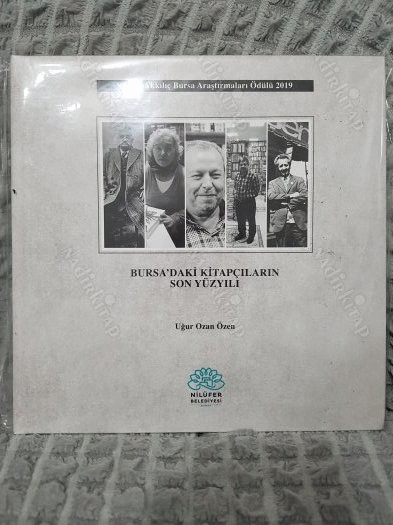 Akkılıç Bursa Araştırmaları Ödülü 2019
BURSA'DAKİ KİTAPÇILARIN
SON YÜZYILI
Uğur Ozan Özen
NİLÜFER
BELEDİYESİ